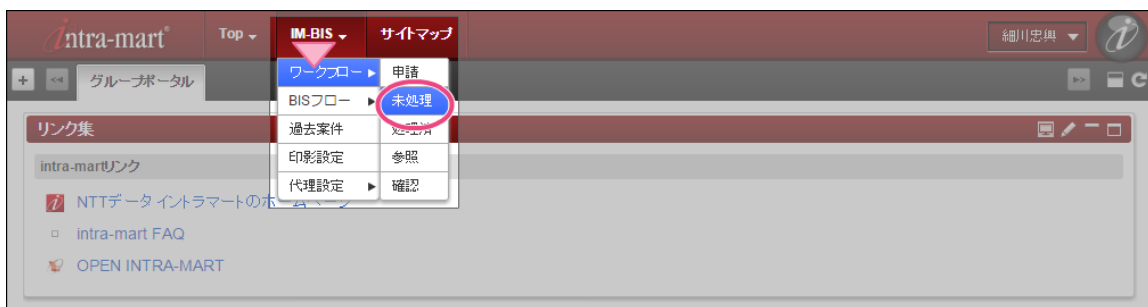 intra-mart
Top
IM-BIS
サイトマップ
細川忠興
グループポータル
ワークフロー
申請
BISフロー
未処理
過去案件
処理済
印影設定
参照
代理設定
確認
リンク集
intra-martリンク
NTTデータイントラマートのホームページ
intra-mart FAQ
OPEN INTRA-MART